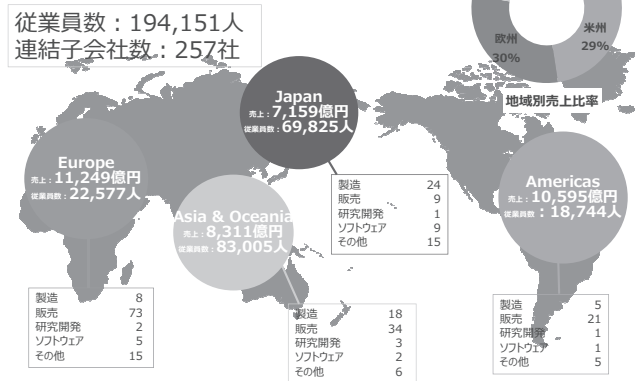 従業員数：194,151人
連結子会社数：257社
欧州
30%
米州
29%
地域別売上比率
Japan
売上：7,159億円
従業員数：69,825人
製造 24
販売 9
研究開発 1
ソフトウェア 9
その他 15
Europe
売上：11,249億円
従業員数：22,577人
製造 8
販売 73
研究開発 2
ソフトウェア 5
その他 15
Asia & Oceania
売上：8,311億円
従業員数：83,005人
製造 18
販売 34
研究開発 3
ソフトウェア 2
その他 6
Americas
売上：10,595億円
従業員数：18,744人
製造 5
販売 21
研究開発 1
ソフトウェア 1
その他 5